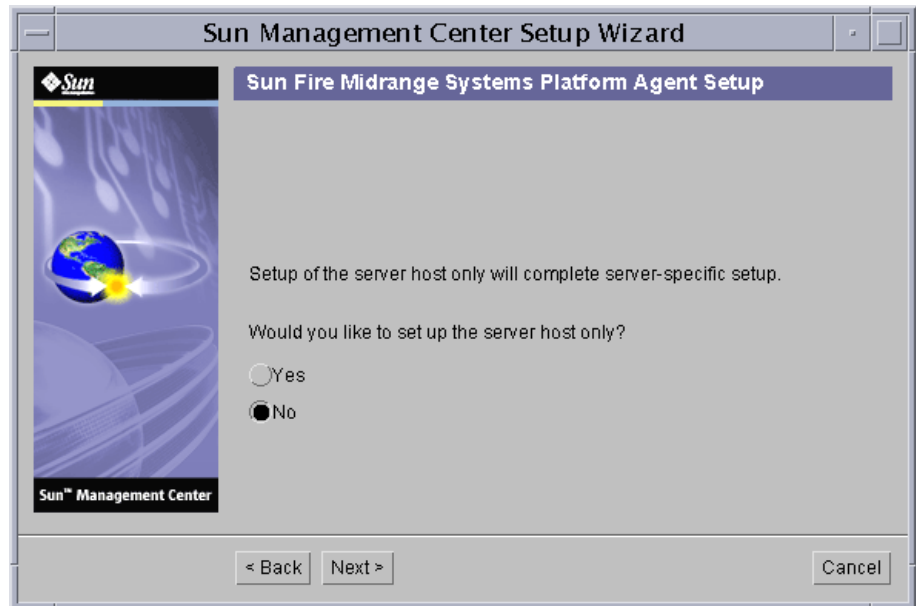 Sun Management Center Setup Wizard
Sun
Sun Fire Midrange Systems Platform Agent Setup
Setup of the server host only will complete server-specific setup.
Would you like to set up the server host only?
Yes
No
Sun™ Management Center
< Back
Next >
Cancel